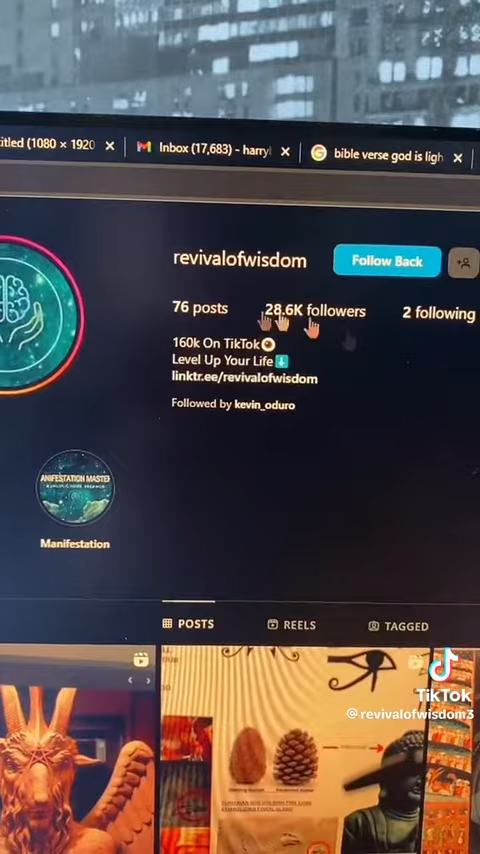 itled (1080 × 1920
Inbox (17,683) - harry
bible verse god is ligh
revivalofwisdom
Follow Back
76 posts
28.6K followers
2 following
160k On TikTok
Level Up Your Life
linktr.ee/revivalofwisdom
Followed by kevin_oduro
ANIFESTATION MASTER
Manifestation
POSTS
REELS
TAGGED
TikTok
@revivalofwisdom3